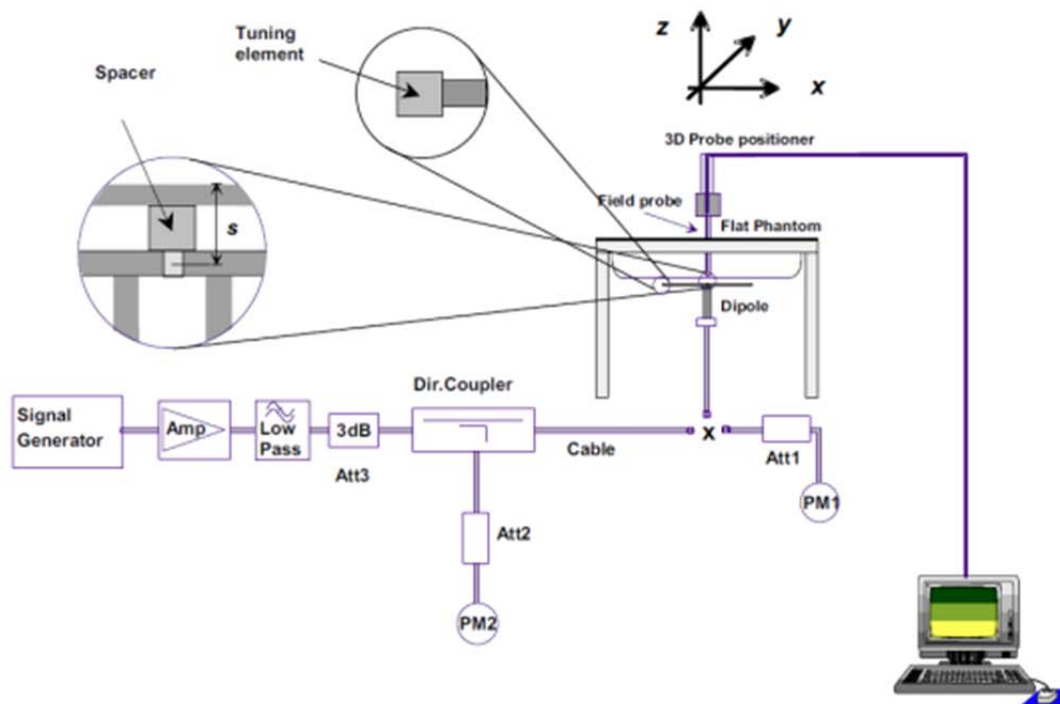 Tuning
element
Spacer
z
y
x
3D Probe positioner
Field probe
Flat Phantom
s
Dipole
Dir.Coupler
Signal
Generator
Amp
Low
Pass
3dB
Att3
Cable
x
Att1
PM1
Att2
PM2